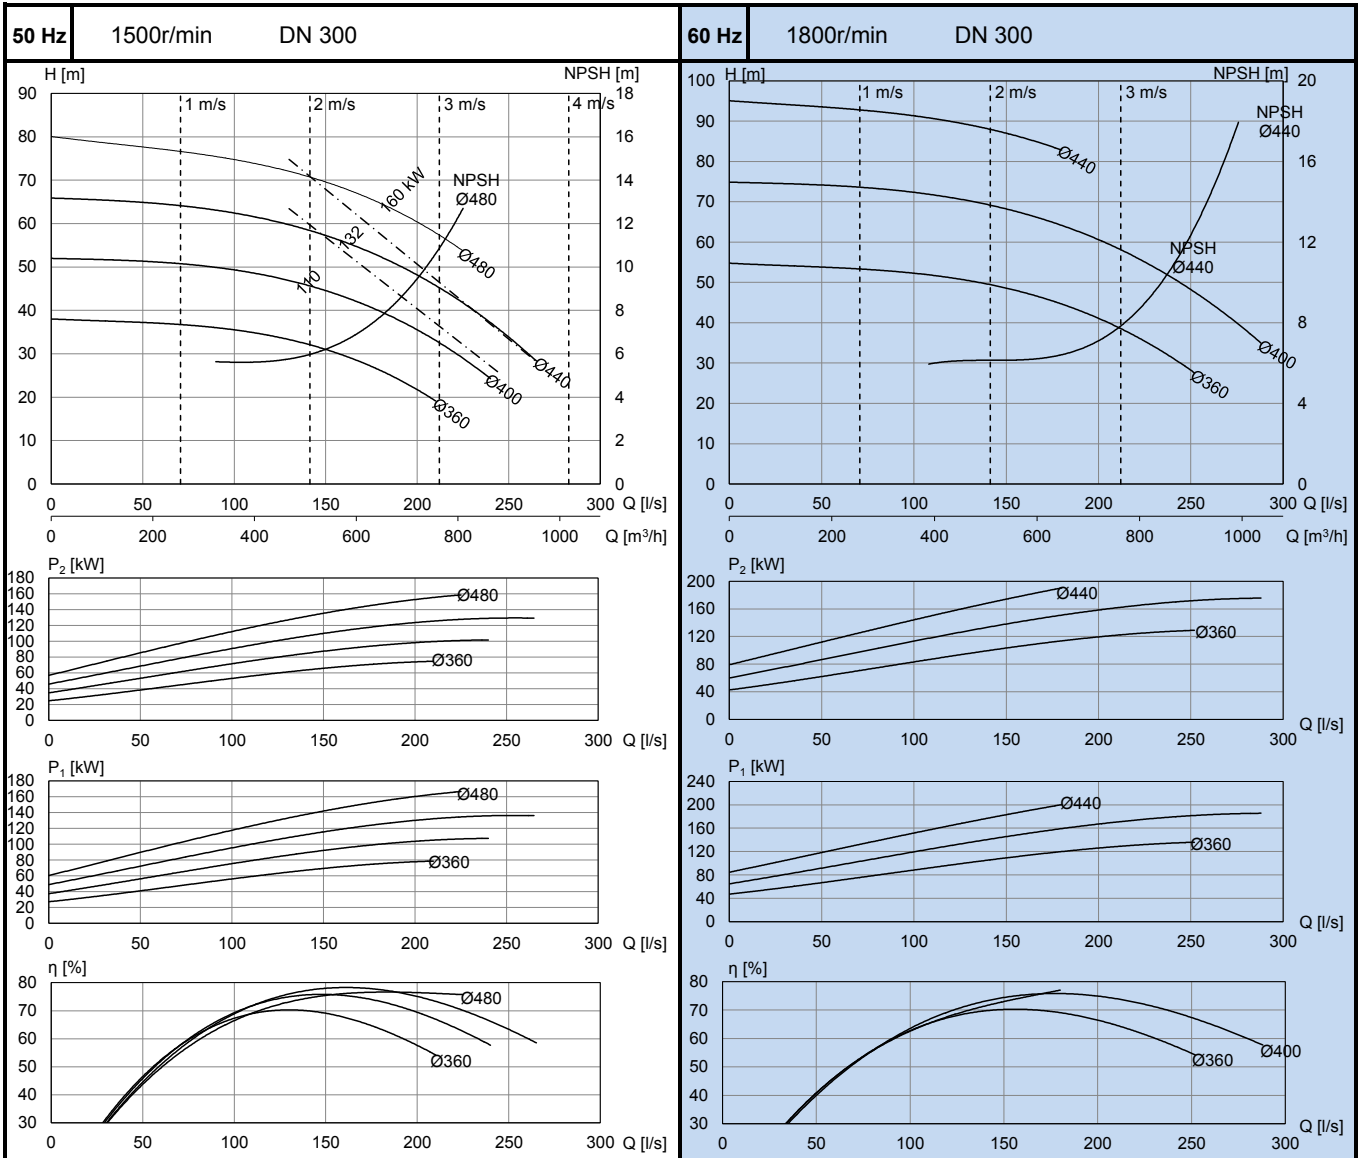 50 Hz 1500r/min DN 300
H [m] NPSH [m]
90 18
1 m/s 2 m/s 3 m/s 4 m/s
80 16
70 14
60 12
50 10
40 8
30 6
20 4
10 2
0 0
160 kW
132
110
NPSH
Ø480
Ø480
Ø440
Ø400
Ø360
0 50 100 150 200 250 300 Q [l/s]
0 200 400 600 800 1000 Q [m³/h]
P₂ [kW]
180
160
140
120
100
80
60
40
20
0
Ø480
Ø360
0 50 100 150 200 250 300 Q [l/s]
P₁ [kW]
180
160
140
120
100
80
60
40
20
0
Ø480
Ø360
0 50 100 150 200 250 300 Q [l/s]
η [%]
80
70
60
50
40
30
Ø480
Ø360
0 50 100 150 200 250 300 Q [l/s]
60 Hz 1800r/min DN 300
H [m] NPSH [m]
100 20
1 m/s 2 m/s 3 m/s
90
80 16
70
60 12
50
40 8
30
20 4
10
0 0
NPSH
Ø440
Ø440
NPSH
Ø440
Ø400
Ø360
0 50 100 150 200 250 300 Q [l/s]
0 200 400 600 800 1000 Q [m³/h]
P₂ [kW]
200
160
120
80
40
0
Ø440
Ø360
0 50 100 150 200 250 300 Q [l/s]
P₁ [kW]
240
200
160
120
80
40
0
Ø440
Ø360
0 50 100 150 200 250 300 Q [l/s]
η [%]
80
70
60
50
40
30
Ø400
Ø360
0 50 100 150 200 250 300 Q [l/s]